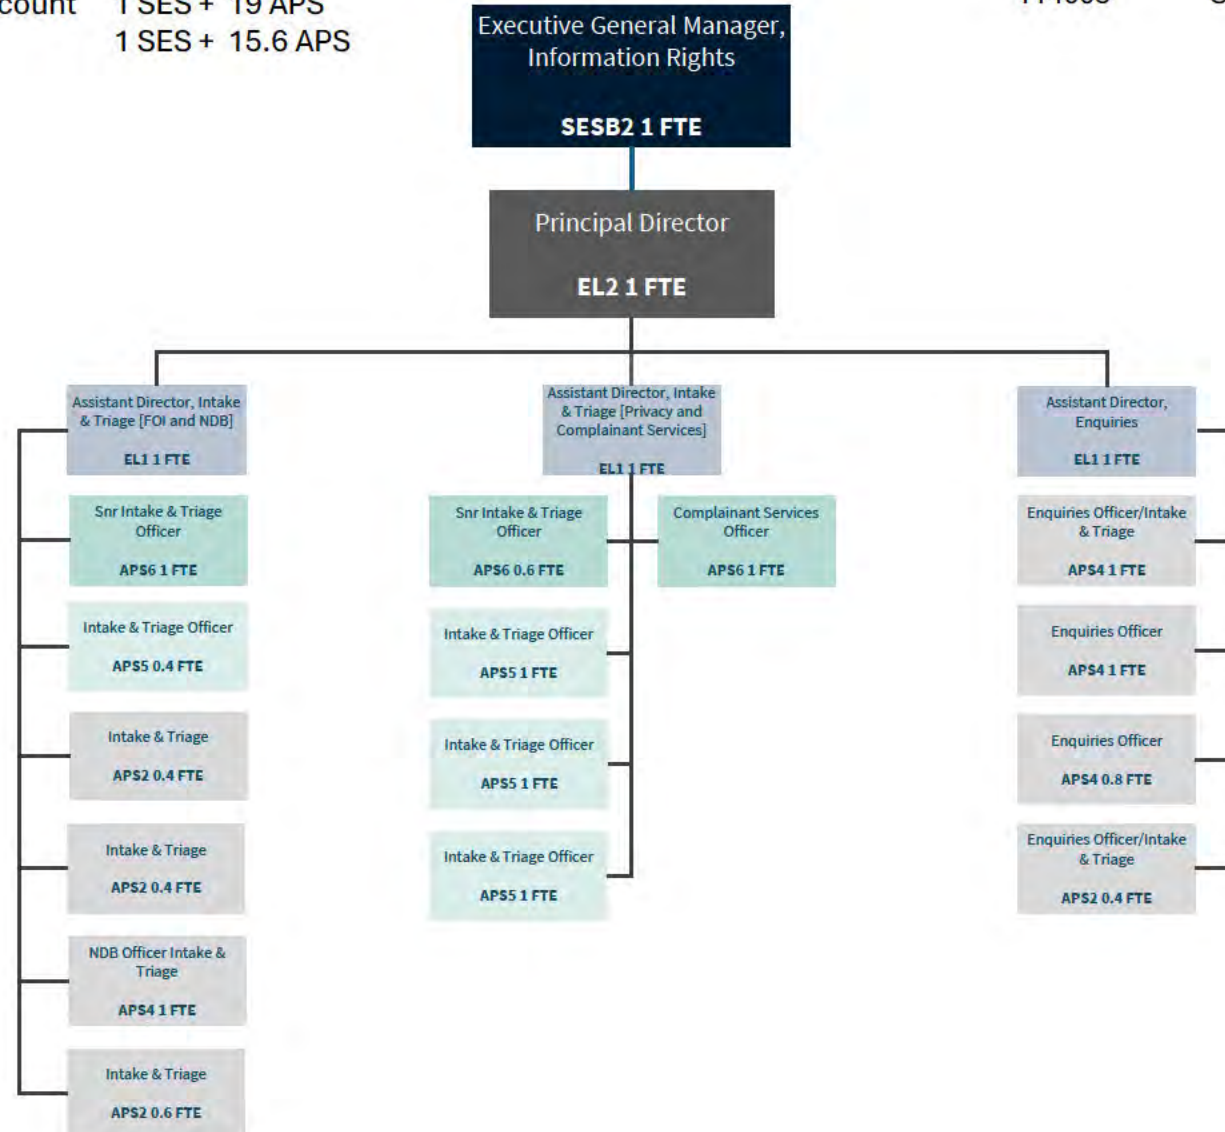 1 SES + 19 APS
1 SES + 15.6 APS
Executive General Manager,
Information Rights
SESB2 1 FTE
Principal Director
EL2 1 FTE
Assistant Director, Intake
& Triage [FOI and NDB]
EL1 1 FTE
Snr Intake & Triage
Officer
APS6 1 FTE
Intake & Triage Officer
APS5 0.4 FTE
Intake & Triage
APS2 0.4 FTE
Intake & Triage
APS2 0.4 FTE
NDB Officer Intake &
Triage
APS4 1 FTE
Intake & Triage
APS2 0.6 FTE
Assistant Director, Intake
& Triage [Privacy and
Complainant Services]
EL1 1 FTE
Snr Intake & Triage
Officer
APS6 0.6 FTE
Complainant Services
Officer
APS6 1 FTE
Intake & Triage Officer
APS5 1 FTE
Intake & Triage Officer
APS5 1 FTE
Intake & Triage Officer
APS5 1 FTE
Assistant Director,
Enquiries
EL1 1 FTE
Enquiries Officer/Intake
& Triage
APS4 1 FTE
Enquiries Officer
APS4 1 FTE
Enquiries Officer
APS4 0.8 FTE
Enquiries Officer/Intake
& Triage
APS2 0.4 FTE